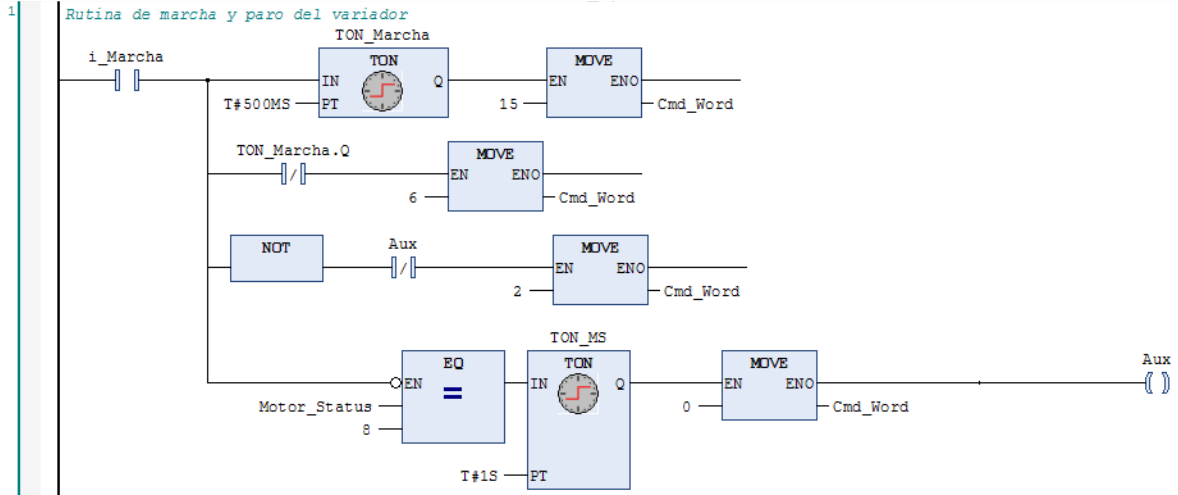 1
Rutina de marcha y paro del variador
TON_Marcha
i_Marcha TON MOVE
IN Q EN ENO
T#500MS PT 15 Cmd_Word
TON_Marcha.Q MOVE
/ EN ENO
6 Cmd_Word
NOT Aux MOVE
/ EN ENO
2 Cmd_Word
TON_MS
EQ TON MOVE Aux
EN = IN Q EN ENO ( )
Motor_Status 0 Cmd_Word
8
T#1S PT